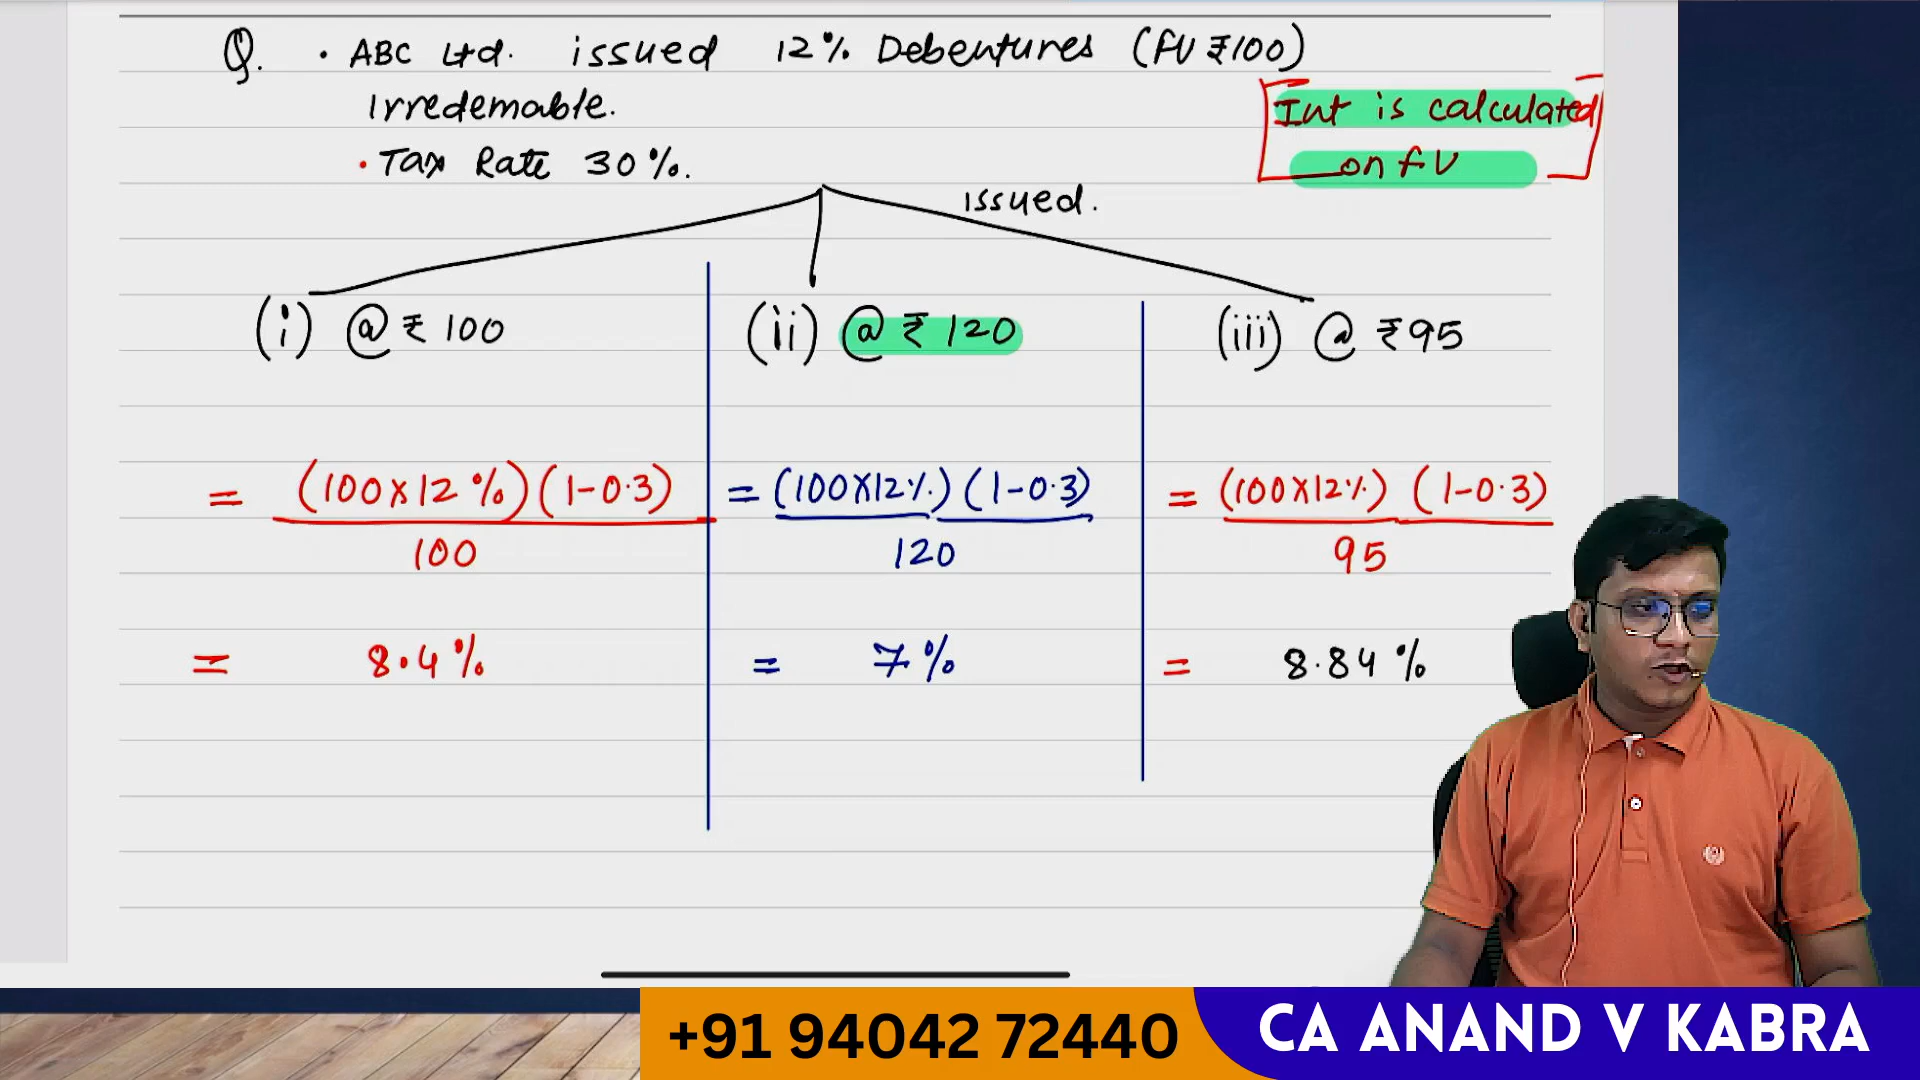 Q. • ABC Ltd. issued 12% Debentures (FV ₹100)
Irredemable.
Int is calculated
on FV
• Tax Rate 30%.
issued.
(i) @ ₹ 100
(ii) @ ₹ 120
(iii) @ ₹95
= (100x12%)(1-0.3)
100
= (100x12%) (1-0.3)
120
= (100x12%) (1-0.3)
95
= 8.4%
= 7%
= 8.84%
+91 94042 72440
CA ANAND V KABRA